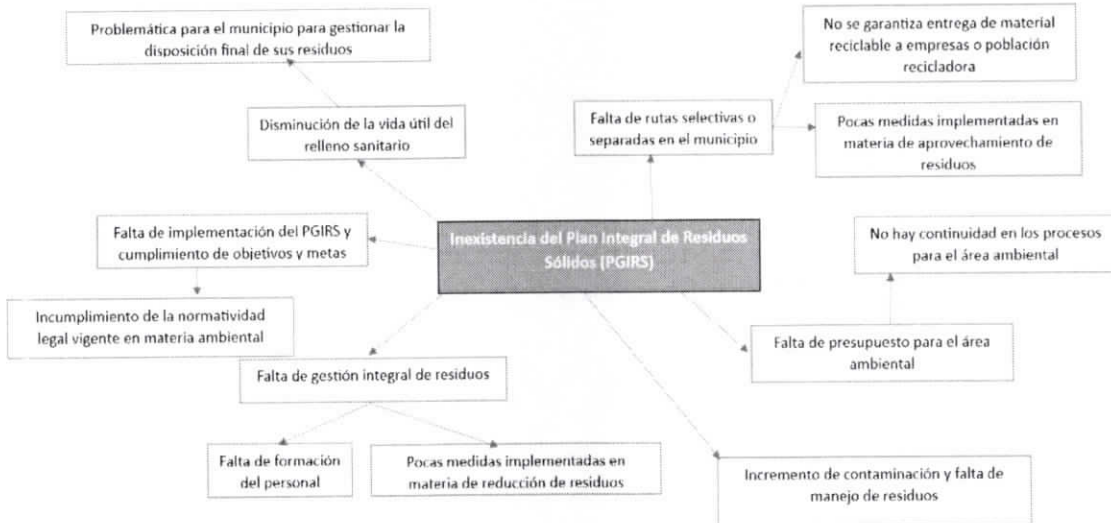 Problemática para el municipio para gestionar la
disposición final de sus residuos
No se garantiza entrega de material
reciclable a empresas o población
recicladora
Disminución de la vida útil del
relleno sanitario
Falta de rutas selectivas o
separadas en el municipio
Pocas medidas implementadas en
materia de aprovechamiento de
residuos
Falta de implementación del PGIRS y
cumplimiento de objetivos y metas
Inexistencia del Plan Integral de Residuos
Sólidos (PGIRS)
No hay continuidad en los procesos
para el área ambiental
Incumplimiento de la normatividad
legal vigente en materia ambiental
Falta de presupuesto para el área
ambiental
Falta de gestión integral de residuos
Falta de formación
del personal
Pocas medidas implementadas en
materia de reducción de residuos
Incremento de contaminación y falta de
manejo de residuos